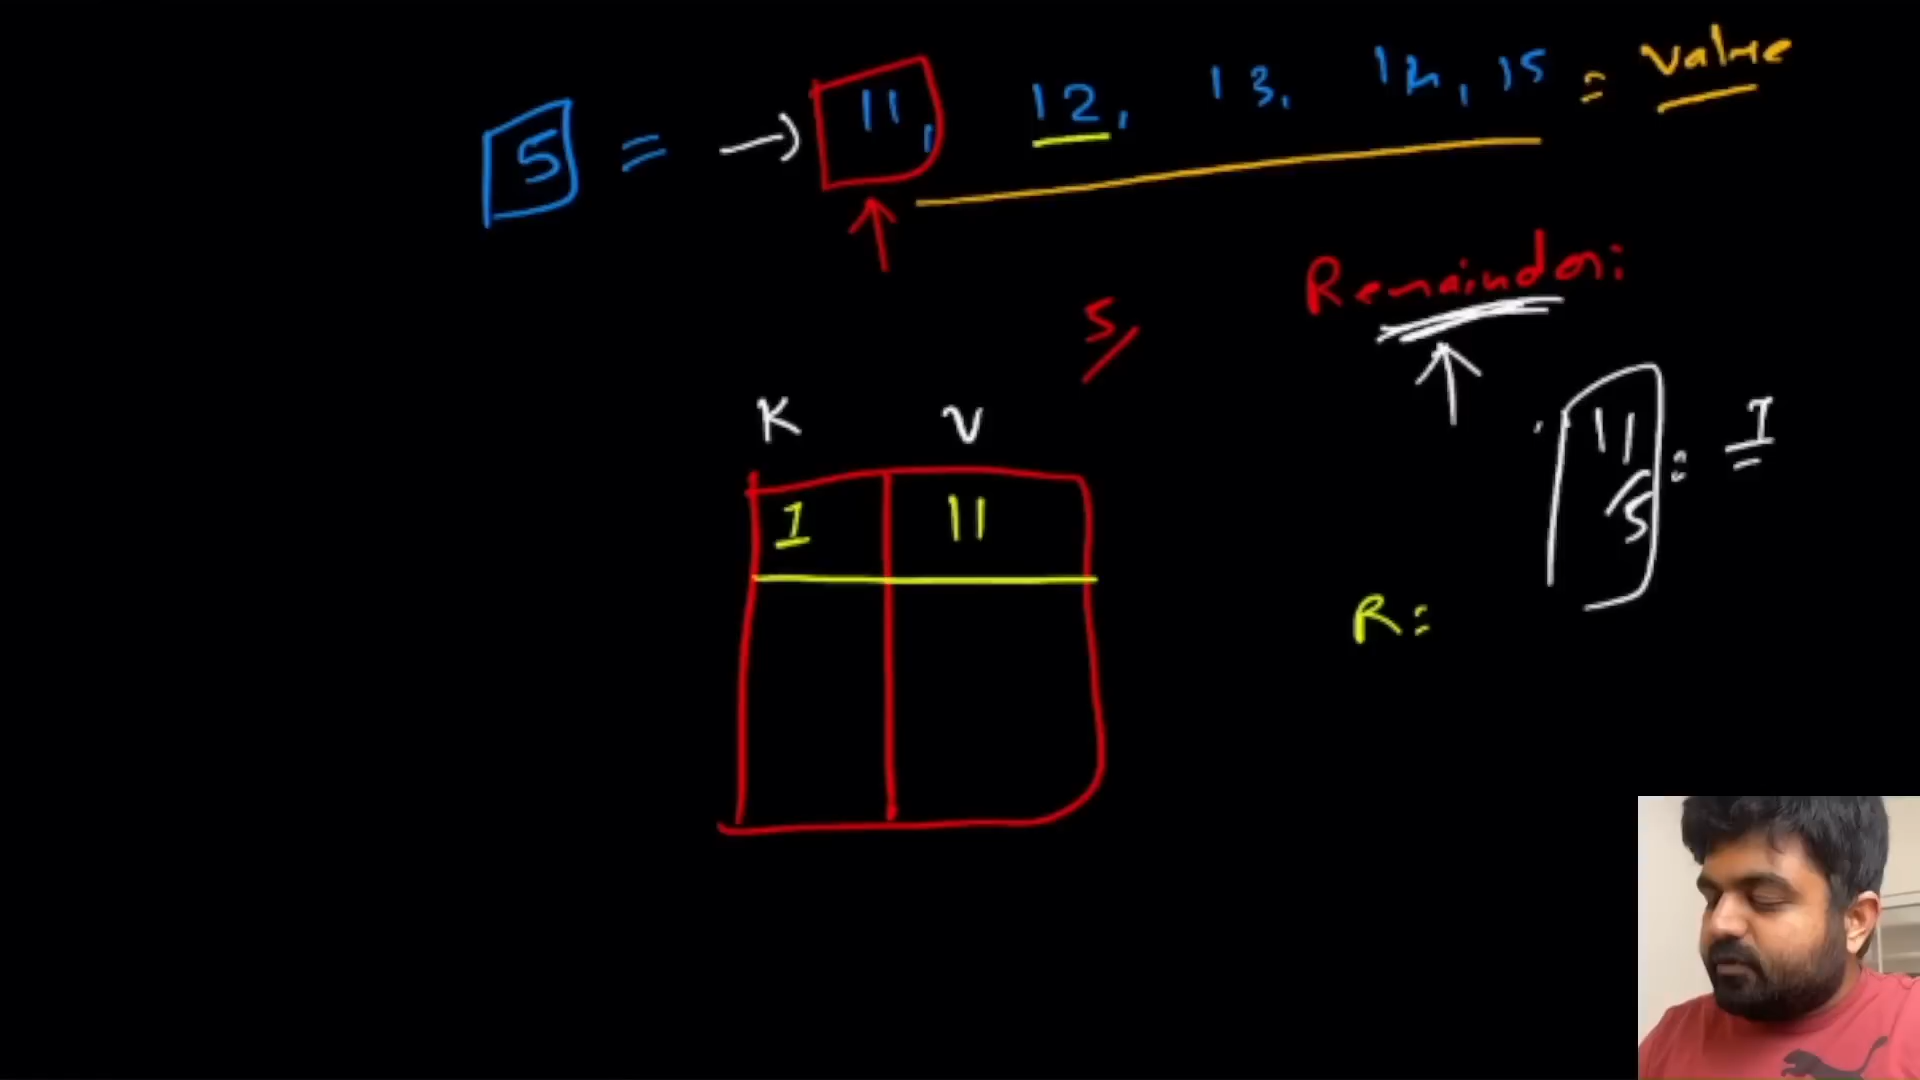 5 = → 11, 12, 13, 14, 15 = value
Remainder:
5,
K V
11/5 = 1
1 11
R =